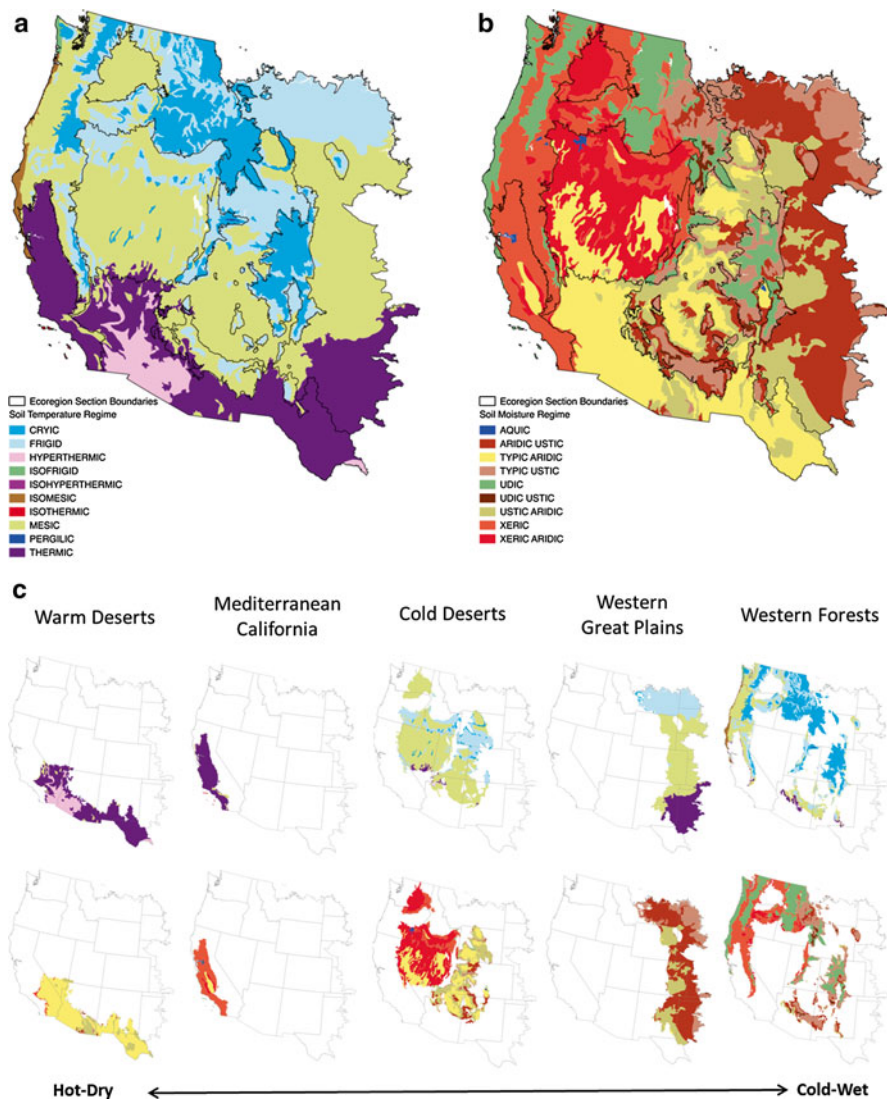 a
b
Ecoregion Section Boundaries
Soil Temperature Regime
CRYIC
FRIGID
HYPERTHERMIC
ISOFRIGID
ISOHYPERTHERMIC
ISOMESIC
ISOTHERMIC
MESIC
PERGILIC
THERMIC
Ecoregion Section Boundaries
Soil Moisture Regime
AQUIC
ARIDIC USTIC
TYPIC ARIDIC
TYPIC USTIC
UDIC
UDIC USTIC
USTIC ARIDIC
XERIC
XERIC ARIDIC
c
Warm Deserts
Mediterranean
California
Cold Deserts
Western
Great Plains
Western Forests
Hot-Dry
Cold-Wet